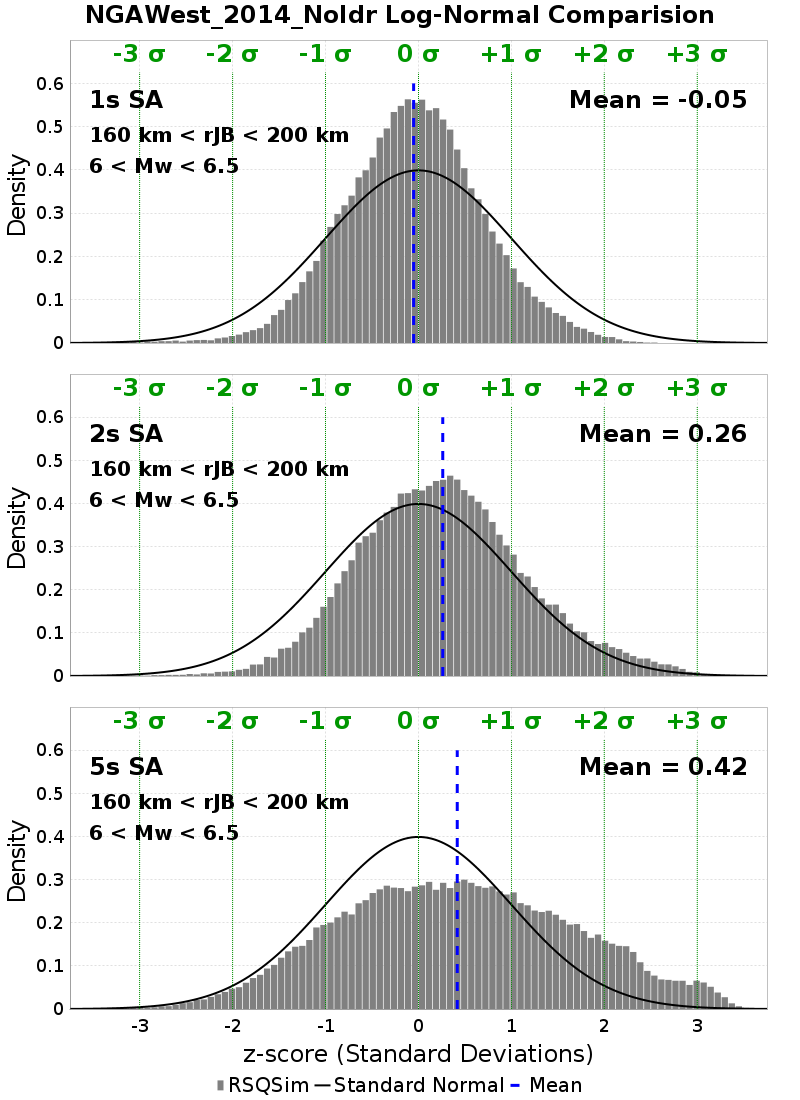 NGAWest_2014_NoIdr Log-Normal Comparision
-3 σ -2 σ -1 σ 0 σ +1 σ +2 σ +3 σ
1s SA
Mean = -0.05
160 km < rJB < 200 km
6 < Mw < 6.5
0.6
0.5
0.4
0.3
0.2
0.1
0
Density
-3 σ -2 σ -1 σ 0 σ +1 σ +2 σ +3 σ
2s SA
Mean = 0.26
160 km < rJB < 200 km
6 < Mw < 6.5
0.6
0.5
0.4
0.3
0.2
0.1
0
Density
-3 σ -2 σ -1 σ 0 σ +1 σ +2 σ +3 σ
5s SA
Mean = 0.42
160 km < rJB < 200 km
6 < Mw < 6.5
0.6
0.5
0.4
0.3
0.2
0.1
0
Density
-3 -2 -1 0 1 2 3
z-score (Standard Deviations)
RSQSim Standard Normal Mean